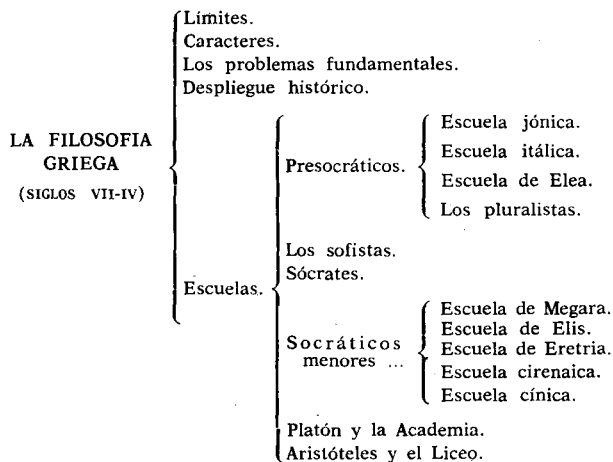 Límites.
Caracteres.
Los problemas fundamentales.
Despliegue histórico.
LA FILOSOFIA
GRIEGA
(SIGLOS VII-IV)
Escuelas.
Presocráticos.
Escuela jónica.
Escuela itálica.
Escuela de Elea.
Los pluralistas.
Los sofistas.
Sócrates.
Socráticos
menores ...
Escuela de Megara.
Escuela de Elis.
Escuela de Eretria.
Escuela cirenaica.
Escuela cínica.
Platón y la Academia.
Aristóteles y el Liceo.